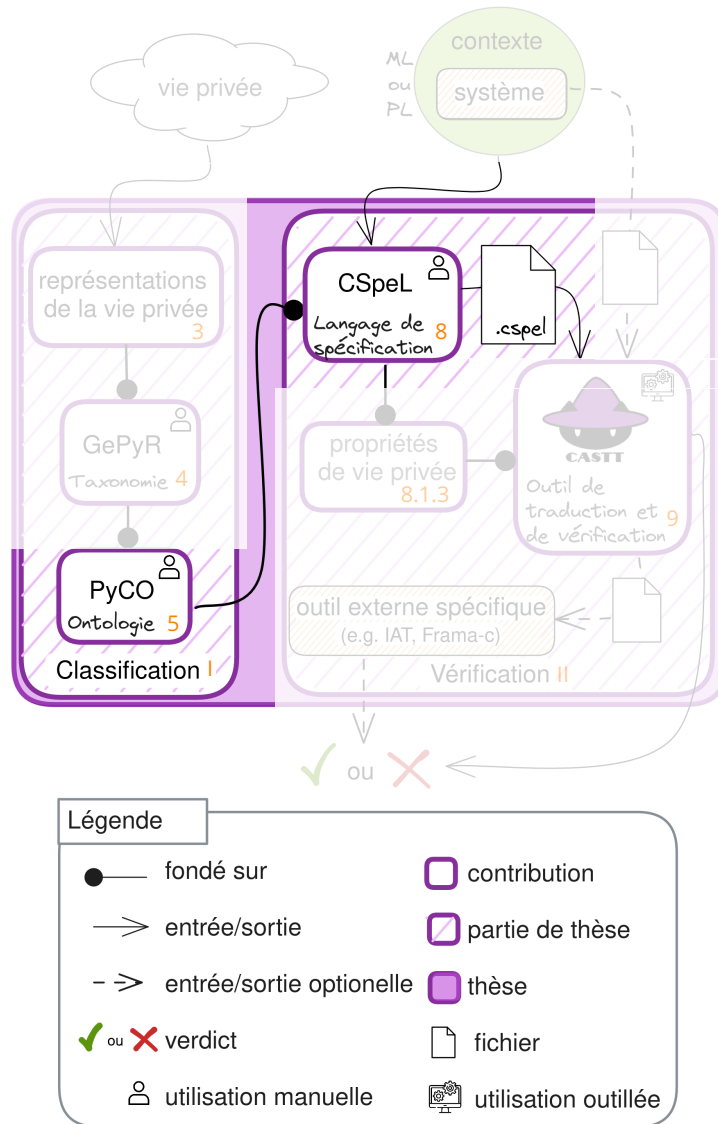 vie privée
contexte
ML
ou
PL
système
représentations
de la vie privée
3
CSpeL
Langage de
spécification 8
.cspel
GePyR
Taxonomie 4
propriétés
de vie privée
8.1.3
CASTT
Outil de
traduction et
de vérification
9
PyCO
Ontologie 5
outil externe spécifique
(e.g. IAT, Frama-c)
Classification I
Vérification II
ou
Légende
fondé sur
contribution
entrée/sortie
partie de thèse
entrée/sortie optionelle
thèse
ou verdict
fichier
utilisation manuelle
utilisation outillée